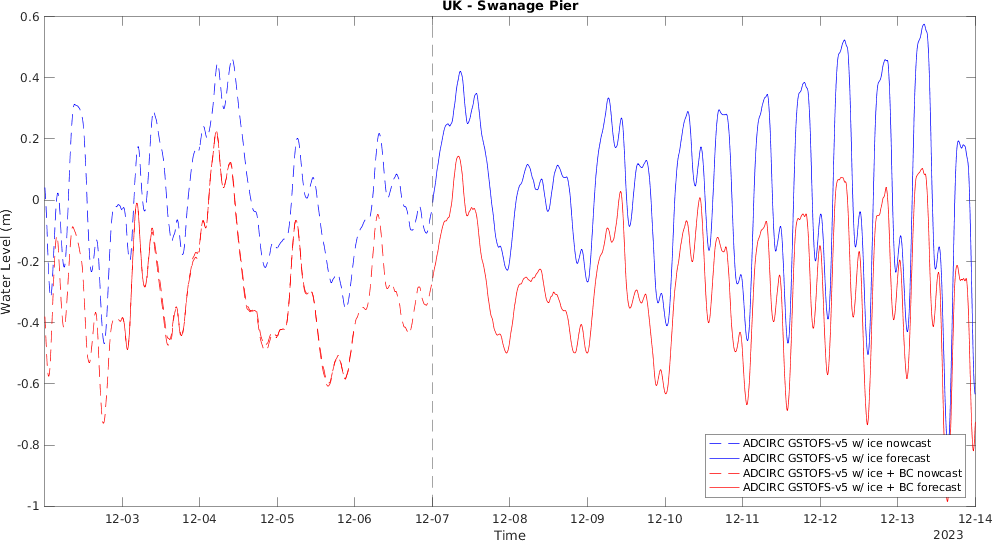 UK - Swanage Pier
0.6
0.4
0.2
0
-0.2
-0.4
-0.6
-0.8
-1
Water Level (m)
ADCIRC GSTOFS-v5 w/ ice nowcast
ADCIRC GSTOFS-v5 w/ ice forecast
ADCIRC GSTOFS-v5 w/ ice + BC nowcast
ADCIRC GSTOFS-v5 w/ ice + BC forecast
12-03 12-04 12-05 12-06 12-07 12-08 12-09 12-10 12-11 12-12 12-13 12-14
Time
2023